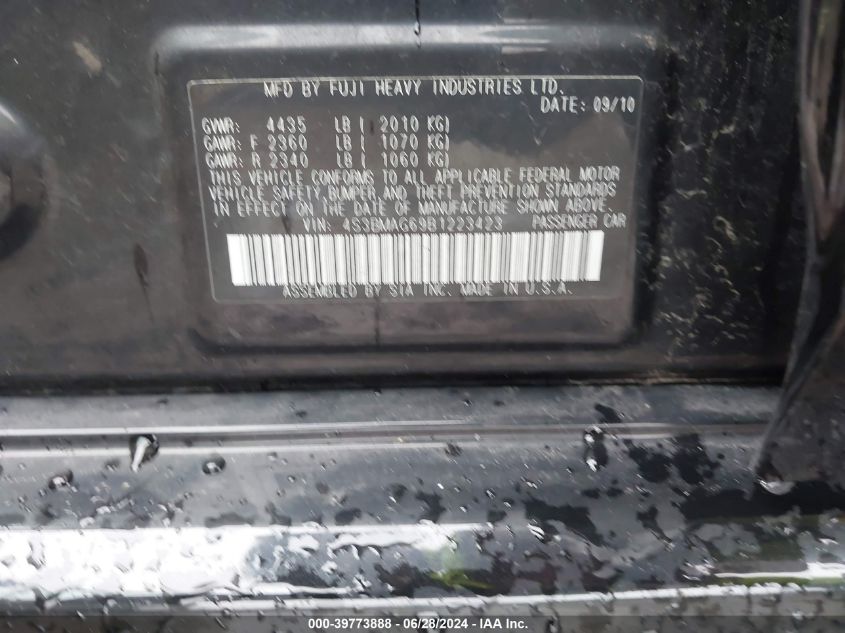 MFD BY FUJI HEAVY INDUSTRIES LTD.
DATE: 09/10
GVWR: 4435 LB ( 2010 KG)
GAWR: F 2360 LB ( 1070 KG)
GAWR: R 2340 LB ( 1060 KG)
THIS VEHICLE CONFORMS TO ALL APPLICABLE FEDERAL MOTOR
VEHICLE SAFETY, BUMPER AND THEFT PREVENTION STANDARDS
IN EFFECT ON THE DATE OF MANUFACTURE SHOWN ABOVE.
VIN: 4S3BMAG69B1223423 PASSENGER CAR
ASSEMBLED BY SIA INC. MADE IN U.S.A.
000-39773888 / 06/28/2024 - IAA Inc.